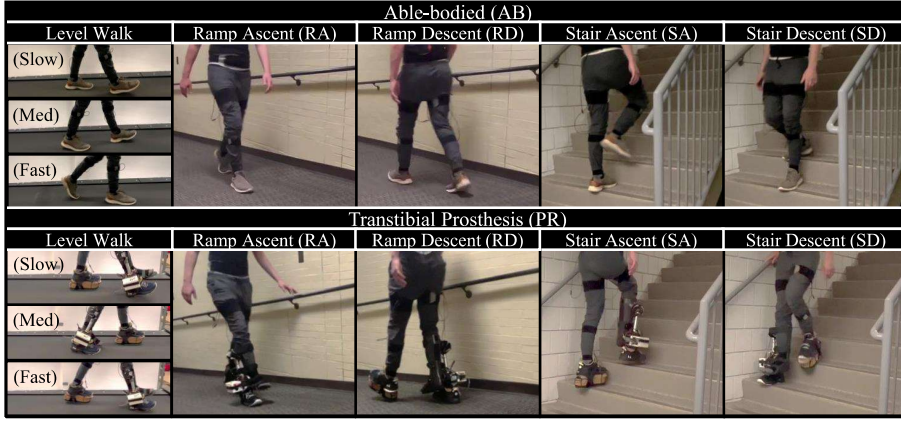 Able-bodied (AB)
Level Walk Ramp Ascent (RA) Ramp Descent (RD) Stair Ascent (SA) Stair Descent (SD)
(Slow)
(Med)
(Fast)
Transtibial Prosthesis (PR)
Level Walk Ramp Ascent (RA) Ramp Descent (RD) Stair Ascent (SA) Stair Descent (SD)
(Slow)
(Med)
(Fast)